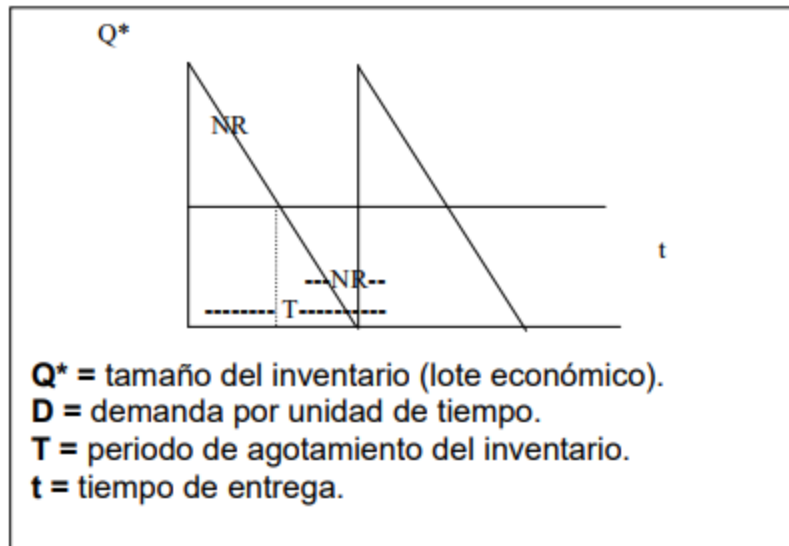 Q*
NR
t
---NR--
-------- T----------
Q* = tamaño del inventario (lote económico).
D = demanda por unidad de tiempo.
T = periodo de agotamiento del inventario.
t = tiempo de entrega.